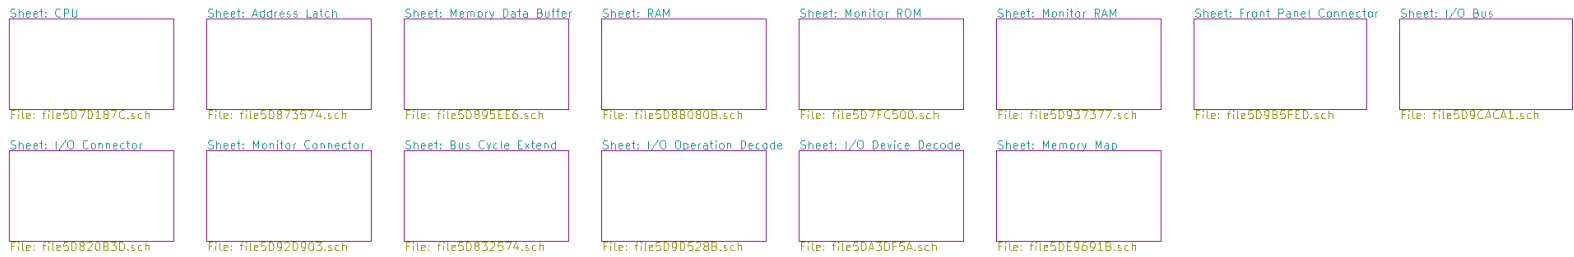 Sheet: CPU
Sheet: Address Latch
Sheet: Memory Data Buffer
Sheet: RAM
Sheet: Monitor ROM
Sheet: Monitor RAM
Sheet: Front Panel Connector
Sheet: I/O Bus
File: file5D7D187C.sch
File: file5D873574.sch
File: file5D895EE6.sch
File: file5D8B080B.sch
File: file5D7FC500.sch
File: file5D937377.sch
File: file5D9B5FED.sch
File: file5D9CACA1.sch
Sheet: I/O Connector
Sheet: Monitor Connector
Sheet: Bus Cycle Extend
Sheet: I/O Operation Decode
Sheet: I/O Device Decode
Sheet: Memory Map
File: file5D820B3D.sch
File: file5D92D903.sch
File: file5D832574.sch
File: file5D9D528B.sch
File: file5DA3DF5A.sch
File: file5DE9691B.sch